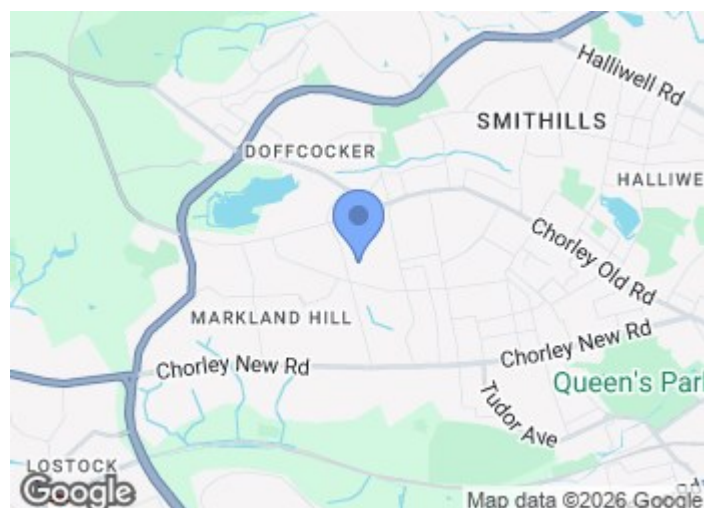 Halliwell Rd
SMITHILLS
DOFFCOCKER
HALLIWE
Chorley Old Rd
MARKLAND HILL
Chorley New Rd
Chorley New Rd
Queen's Par
Tudor Ave
LOSTOCK
Google
Map data ©2026 Google